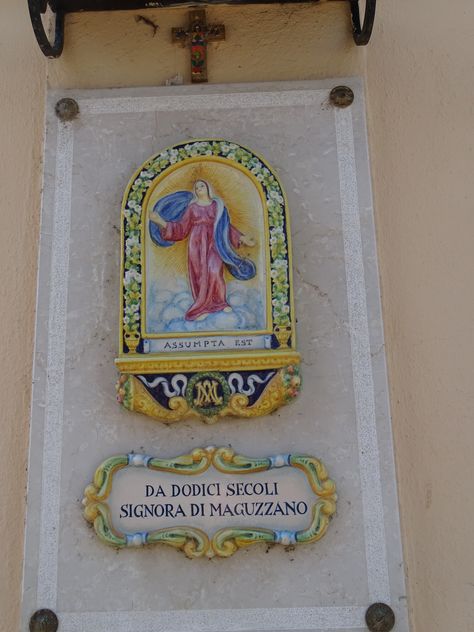 ASSUMPTA EST
DA DODICI SECOLI
SIGNORA DI MAGUZZANO